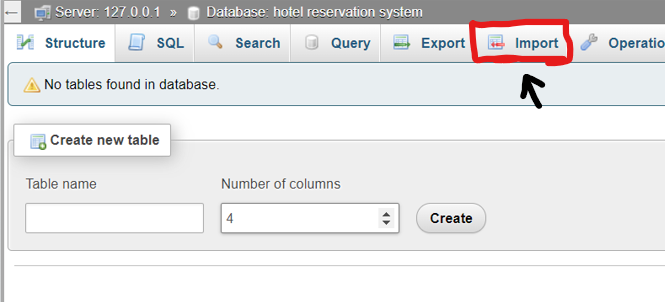 Server: 127.0.0.1 » Database: hotel reservation system
Structure SQL Search Query Export Import Operatio
No tables found in database.
Create new table
Table name Number of columns
4 Create